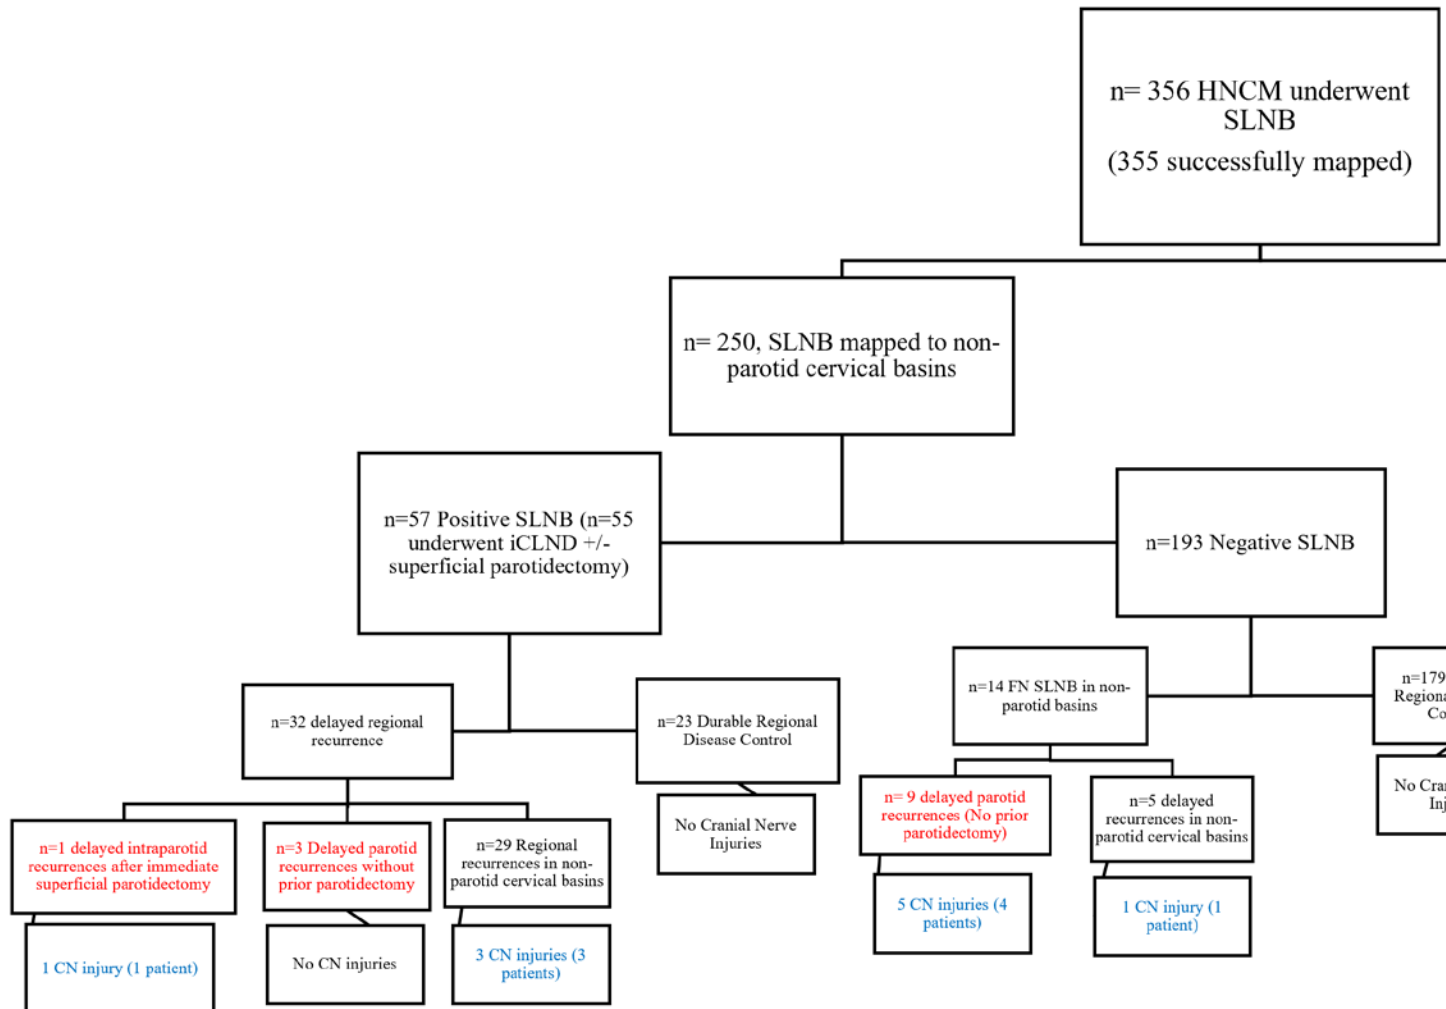 n= 356 HNCM underwent
SLNB
(355 successfully mapped)
n= 250, SLNB mapped to non-
parotid cervical basins
n=57 Positive SLNB (n=55
underwent iCLND +/-
superficial parotidectomy)
n=193 Negative SLNB
n=32 delayed regional
recurrence
n=23 Durable Regional
Disease Control
No Cranial Nerve
Injuries
n=14 FN SLNB in non-
parotid basins
n=179
Regiona
Co
No Cran
Inj
n=1 delayed intraparotid
recurrences after immediate
superficial parotidectomy
n=3 Delayed parotid
recurrences without
prior parotidectomy
n=29 Regional
recurrences in non-
parotid cervical basins
n= 9 delayed parotid
recurrences (No prior
parotidectomy)
n=5 delayed
recurrences in non-
parotid cervical basins
1 CN injury (1 patient)
No CN injuries
3 CN injuries (3
patients)
5 CN injuries (4
patients)
1 CN injury (1
patient)